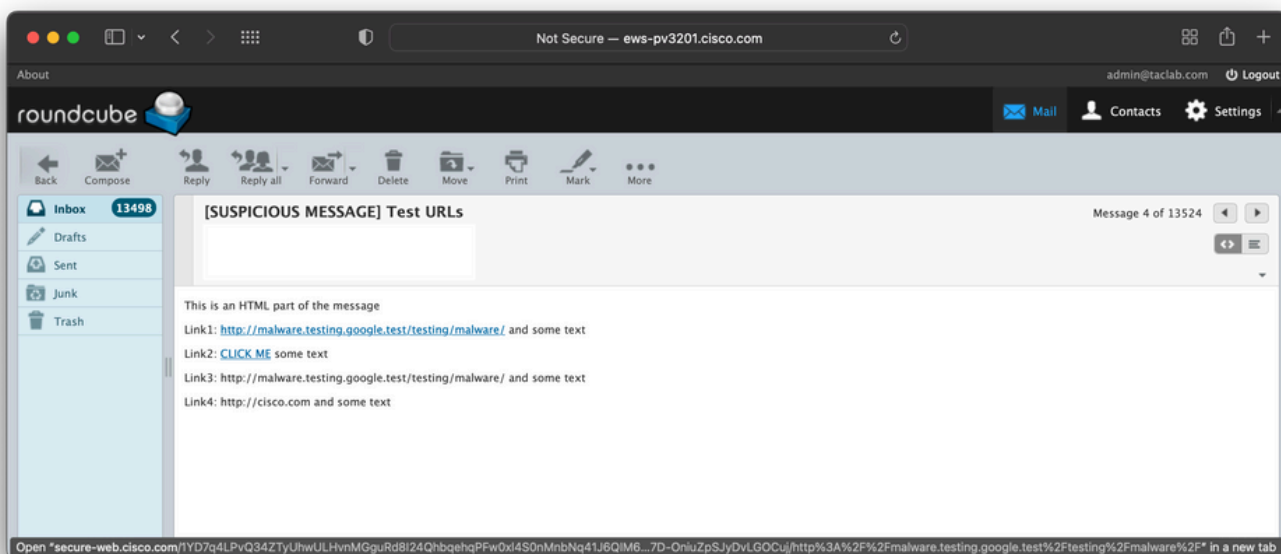 Not Secure — ews-pv3201.cisco.com
About
admin@taclab.com Logout
roundcube
Mail Contacts Settings
Back Compose Reply Reply all Forward Delete Move Print Mark More
Inbox 13498
Drafts
Sent
Junk
Trash
[SUSPICIOUS MESSAGE] Test URLs
Message 4 of 13524
This is an HTML part of the message
Link1: http://malware.testing.google.test/testing/malware/ and some text
Link2: CLICK ME some text
Link3: http://malware.testing.google.test/testing/malware/ and some text
Link4: http://cisco.com and some text
Open "secure-web.cisco.com/1YD7q4LPvQ34ZTyUhwULHvnMGguRd8I24QhbqehqPFw0xl4S0nMnbNq41J6QIM6...7D-OniuZpSJyDvLGOCuj/http%3A%2F%2Fmalware.testing.google.test%2Ftesting%2Fmalware%2F" in a new tab